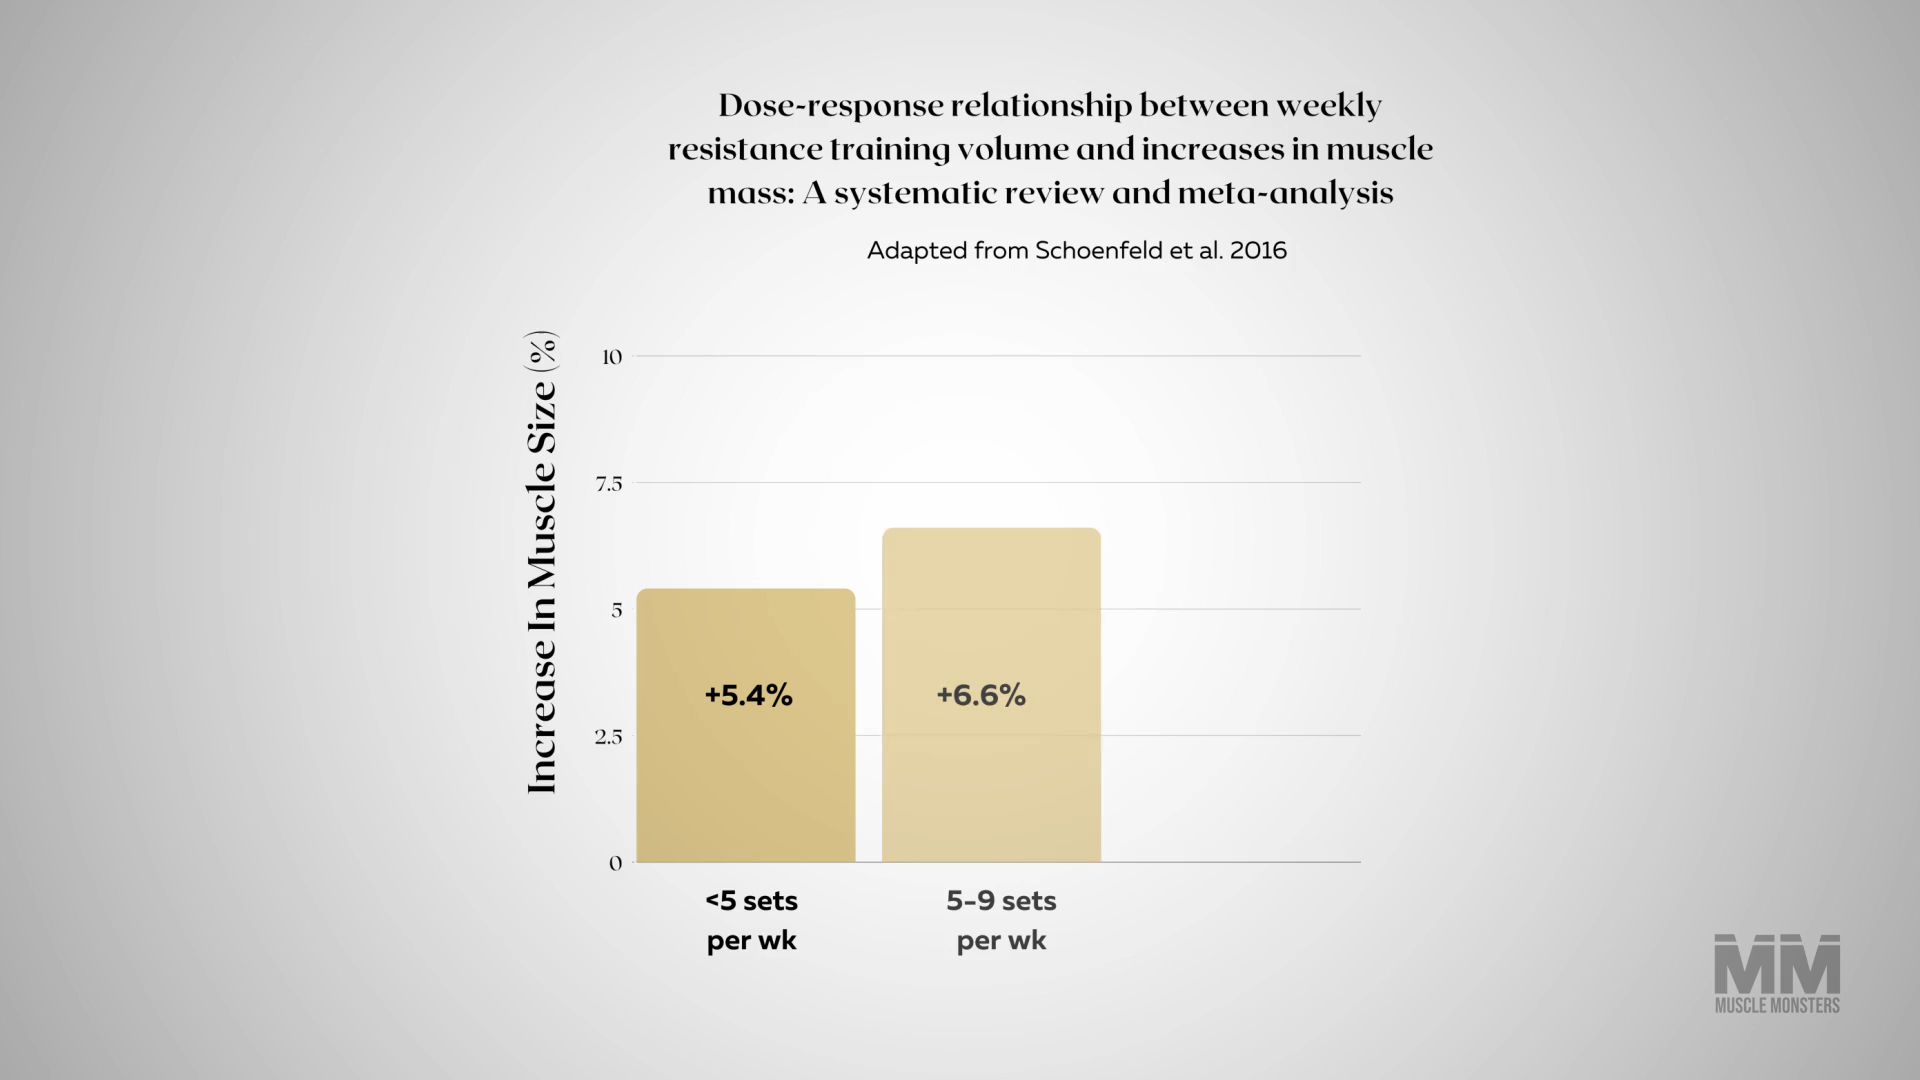 Dose-response relationship between weekly
resistance training volume and increases in muscle
mass: A systematic review and meta-analysis
Adapted from Schoenfeld et al. 2016
Increase In Muscle Size (%)
10
7.5
5
2.5
0
+5.4%
+6.6%
<5 sets
per wk
5-9 sets
per wk
MM
MUSCLE MONSTERS